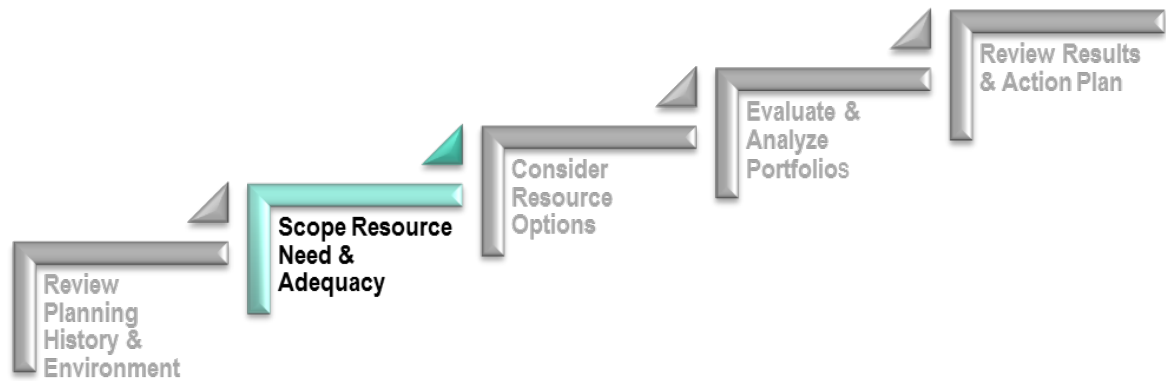 Review
Planning
History &
Environment
Scope Resource
Need &
Adequacy
Consider
Resource
Options
Evaluate &
Analyze
Portfolios
Review Results
& Action Plan